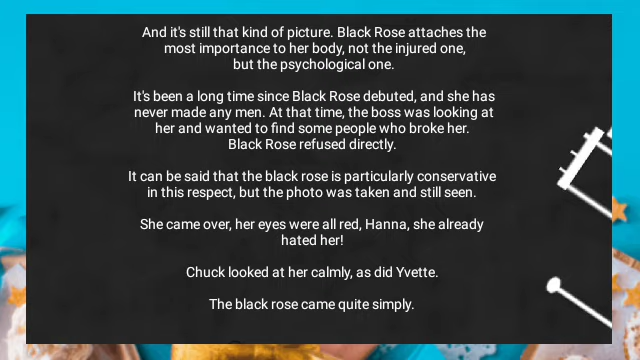 And it's still that kind of picture. Black Rose attaches the
most importance to her body, not the injured one,
but the psychological one.
It's been a long time since Black Rose debuted, and she has
never made any men. At that time, the boss was looking at
her and wanted to find some people who broke her.
Black Rose refused directly.
It can be said that the black rose is particularly conservative
in this respect, but the photo was taken and still seen.
She came over, her eyes were all red, Hanna, she already
hated her!
Chuck looked at her calmly, as did Yvette.
The black rose came quite simply.